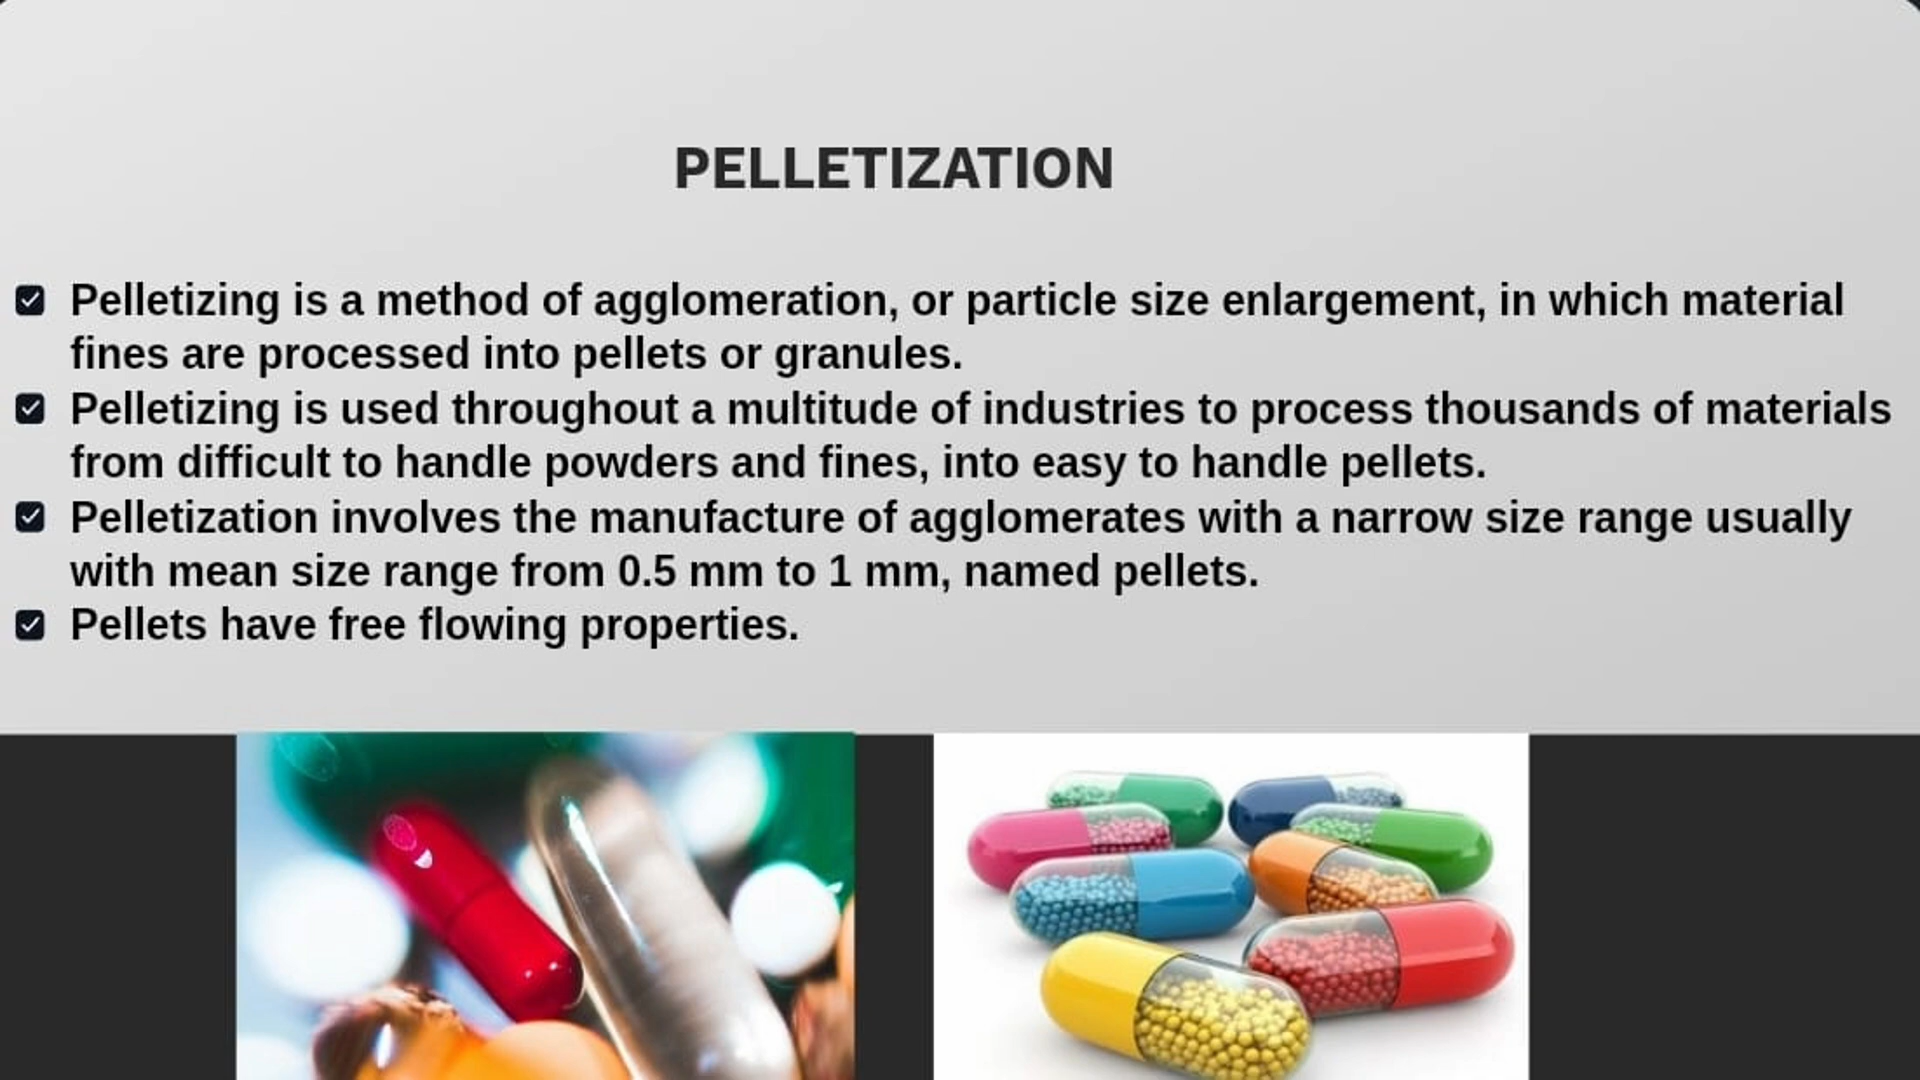 PELLETIZATION
Pelletizing is a method of agglomeration, or particle size enlargement, in which material
fines are processed into pellets or granules.
Pelletizing is used throughout a multitude of industries to process thousands of materials
from difficult to handle powders and fines, into easy to handle pellets.
Pelletization involves the manufacture of agglomerates with a narrow size range usually
with mean size range from 0.5 mm to 1 mm, named pellets.
Pellets have free flowing properties.